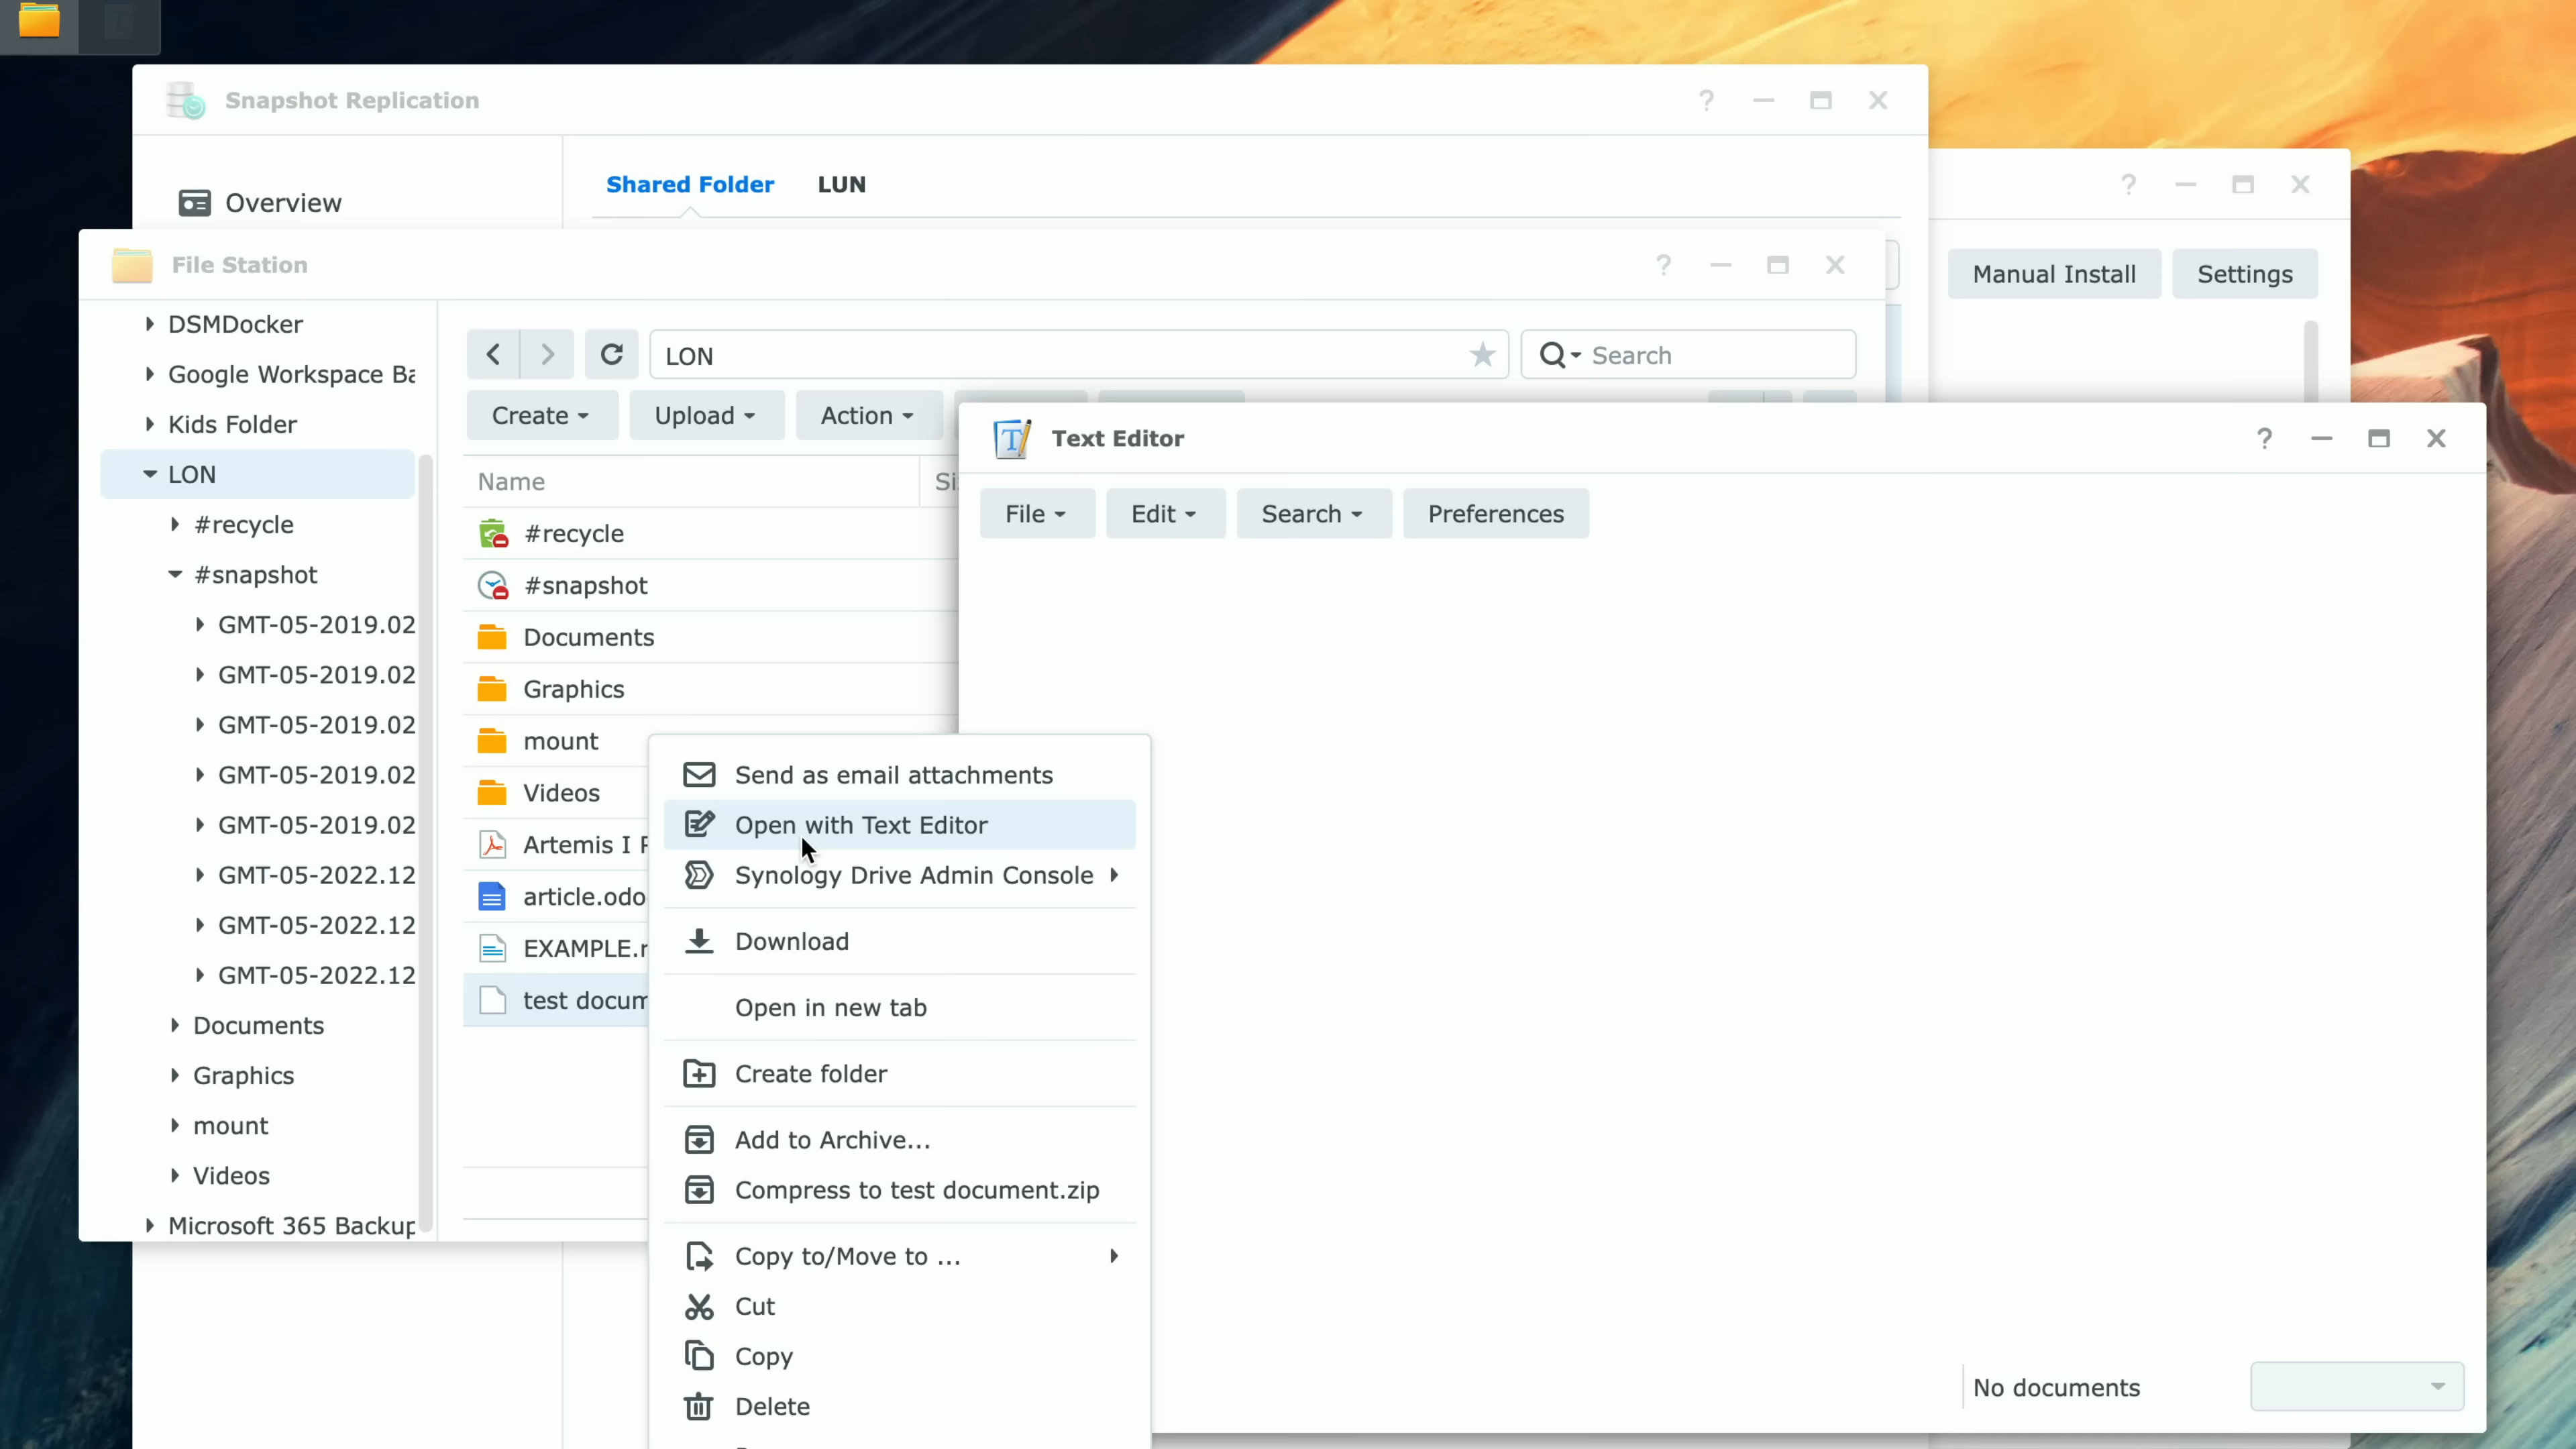 Snapshot Replication
Overview
Shared Folder LUN
Manual Install Settings
File Station
DSMDocker
Google Workspace Ba
Kids Folder
LON
#recycle
#snapshot
GMT-05-2019.02
GMT-05-2019.02
GMT-05-2019.02
GMT-05-2019.02
GMT-05-2019.02
GMT-05-2022.12
GMT-05-2022.12
GMT-05-2022.12
Documents
Graphics
mount
Videos
Microsoft 365 Backup
LON
Search
Create Upload Action
Name
#recycle
#snapshot
Documents
Graphics
mount
Videos
Artemis I
article.odo
EXAMPLE.r
test docum
Send as email attachments
Open with Text Editor
Synology Drive Admin Console
Download
Open in new tab
Create folder
Add to Archive...
Compress to test document.zip
Copy to/Move to ...
Cut
Copy
Delete
Text Editor
File Edit Search Preferences
No documents